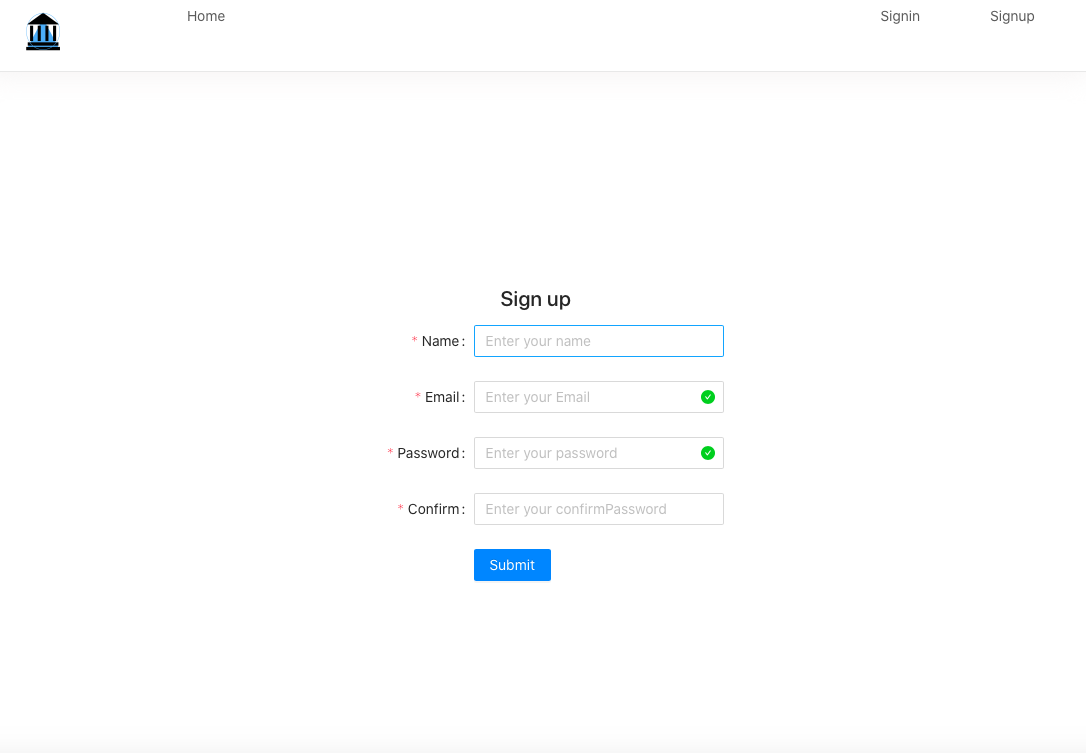 Home Signin Signup
Sign up
* Name: Enter your name
* Email: Enter your Email
* Password: Enter your password
* Confirm: Enter your confirmPassword
Submit